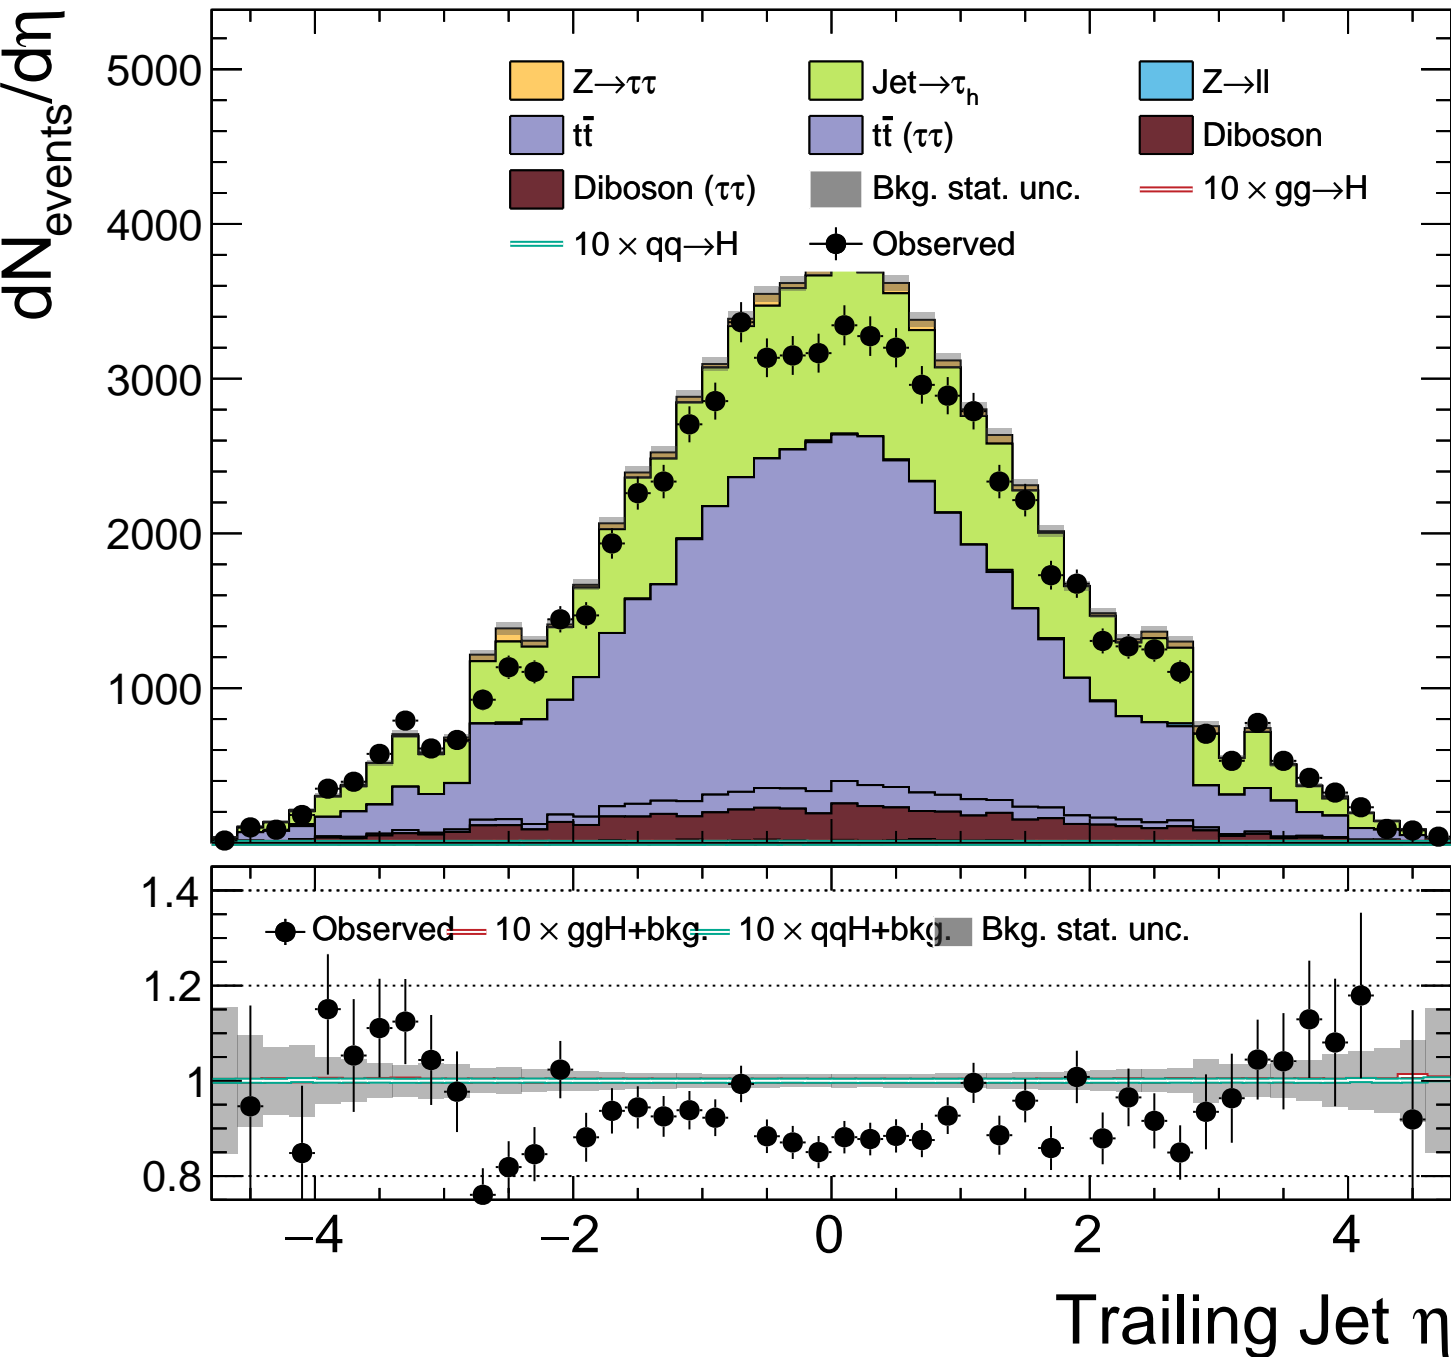 dN_events/dη
5000
4000
3000
2000
1000
Z→ττ Jet→τ_h Z→ll
tt̄ tt̄ (ττ) Diboson
Diboson (ττ) Bkg. stat. unc. 10 × gg→H
10 × qq→H Observed
1.4
1.2
1
0.8
Observed 10 × ggH+bkg. 10 × qqH+bkg. Bkg. stat. unc.
−4 −2 0 2 4
Trailing Jet η